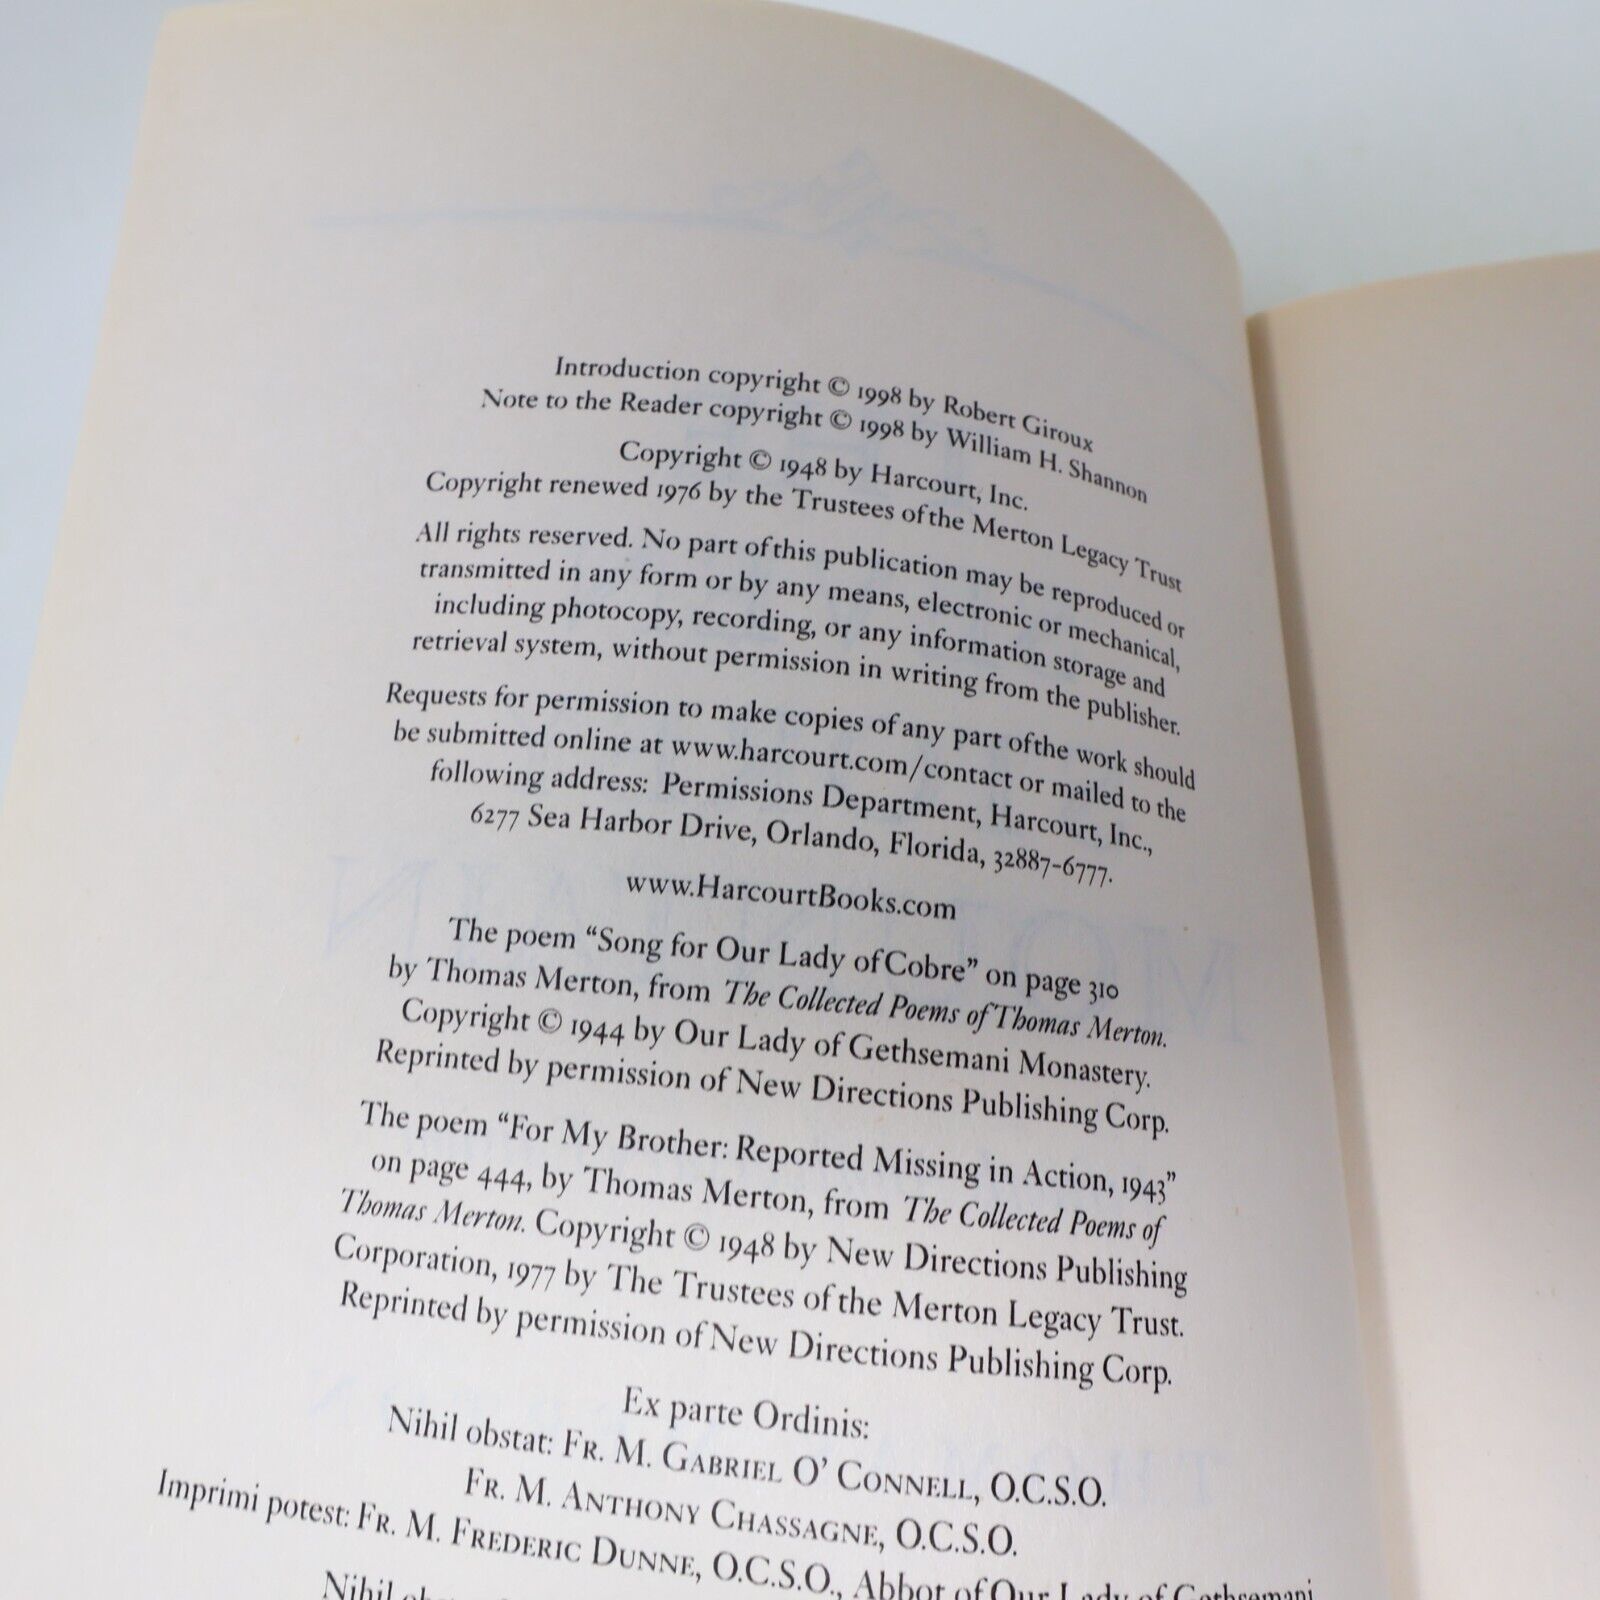 Introduction copyright © 1998 by Robert Giroux
Note to the Reader copyright © 1998 by William H. Shannon
Copyright © 1948 by Harcourt, Inc.
Copyright renewed 1976 by the Trustees of the Merton Legacy Trust
All rights reserved. No part of this publication may be reproduced or
transmitted in any form or by any means, electronic or mechanical,
including photocopy, recording, or any information storage and
retrieval system, without permission in writing from the publisher.
Requests for permission to make copies of any part of the work should
be submitted online at www.harcourt.com/contact or mailed to the
following address: Permissions Department, Harcourt, Inc.,
6277 Sea Harbor Drive, Orlando, Florida, 32887-6777.
www.HarcourtBooks.com
The poem “Song for Our Lady of Cobre” on page 310
by Thomas Merton, from The Collected Poems of Thomas Merton.
Copyright © 1944 by Our Lady of Gethsemani Monastery.
Reprinted by permission of New Directions Publishing Corp.
The poem “For My Brother: Reported Missing in Action, 1943”
on page 444, by Thomas Merton, from The Collected Poems of
Thomas Merton. Copyright © 1948 by New Directions Publishing
Corporation, 1977 by The Trustees of the Merton Legacy Trust.
Reprinted by permission of New Directions Publishing Corp.
Ex parte Ordinis:
Nihil obstat: FR. M. GABRIEL O’ CONNELL, O.C.S.O.
FR. M. ANTHONY CHASSAGNE, O.C.S.O.
Imprimi potest: FR. M. FREDERIC DUNNE, O.C.S.O., Abbot of Our Lady of Gethsemani
Nihil